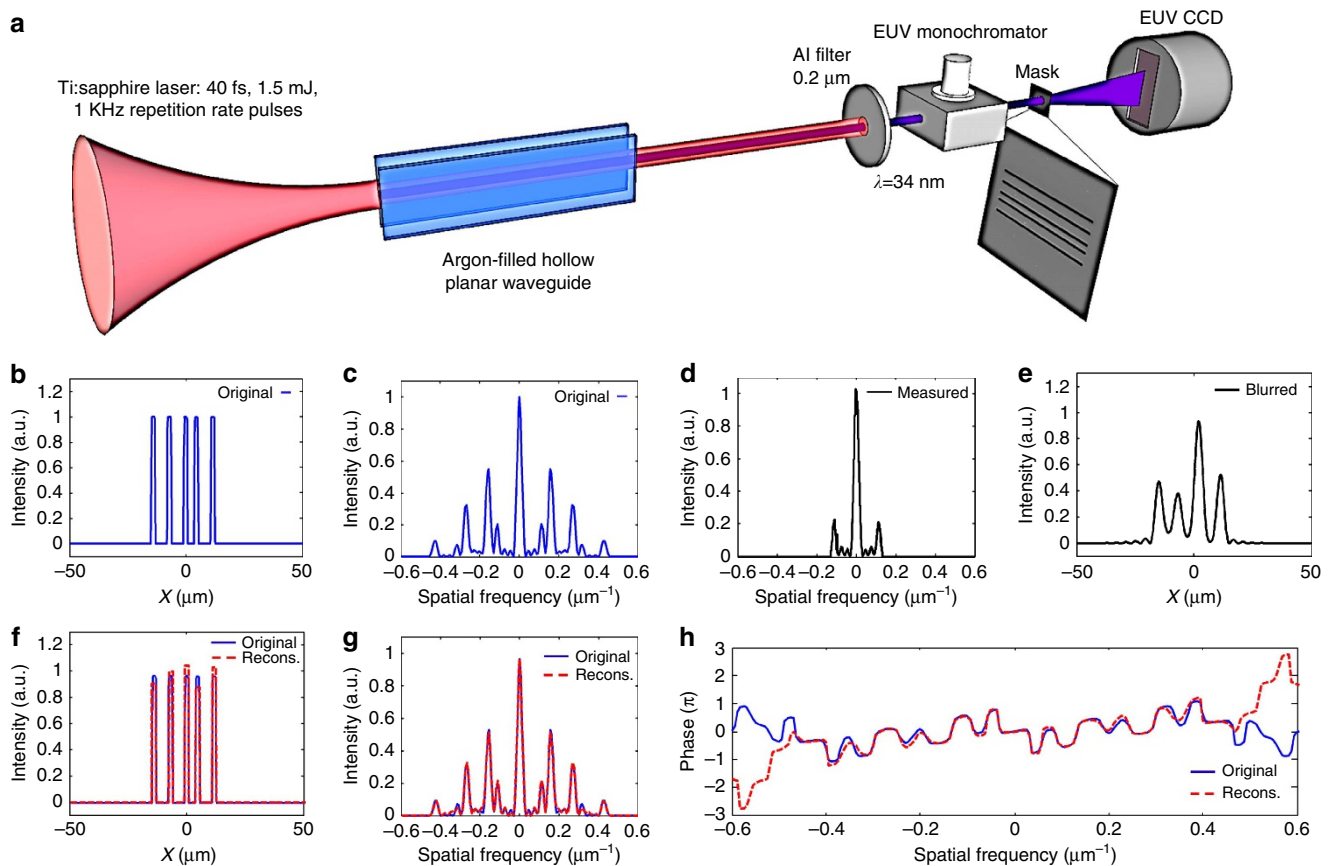 a
Ti:sapphire laser: 40 fs, 1.5 mJ,
1 KHz repetition rate pulses
Argon-filled hollow
planar waveguide
Al filter
0.2 μm
λ=34 nm
EUV monochromator
Mask
EUV CCD
b
Intensity (a.u.)
1.2
1
0.8
0.6
0.4
0.2
0
Original
−50
0
50
X (μm)
c
Intensity (a.u.)
1
0.8
0.6
0.4
0.2
0
Original
−0.6 −0.4 −0.2 0 0.2 0.4 0.6
Spatial frequency (μm⁻¹)
d
Intensity (a.u.)
1
0.8
0.6
0.4
0.2
0
Measured
−0.6 −0.4 −0.2 0 0.2 0.4 0.6
Spatial frequency (μm⁻¹)
e
Intensity (a.u.)
1.2
1
0.8
0.6
0.4
0.2
0
Blurred
−50
0
50
X (μm)
f
Intensity (a.u.)
1.2
1
0.8
0.6
0.4
0.2
0
Original
Recons.
−50
0
50
X (μm)
g
Intensity (a.u.)
1
0.8
0.6
0.4
0.2
0
Original
Recons.
−0.6 −0.4 −0.2 0 0.2 0.4 0.6
Spatial frequency (μm⁻¹)
h
Phase (π)
3
2
1
0
−1
−2
−3
Original
Recons.
−0.6 −0.4 −0.2 0 0.2 0.4 0.6
Spatial frequency (μm⁻¹)